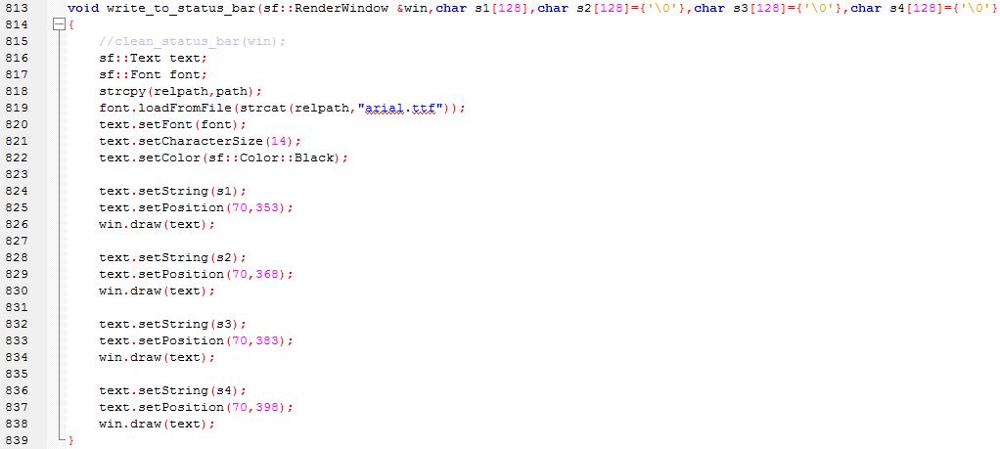 813 void write_to_status_bar(sf::RenderWindow &win,char s1[128],char s2[128]={'\0'},char s3[128]={'\0'},char s4[128]={'\0'})
814 {
815 //clean_status_bar(win);
816 sf::Text text;
817 sf::Font font;
818 strcpy(relpath,path);
819 font.loadFromFile(strcat(relpath,"arial.ttf"));
820 text.setFont(font);
821 text.setCharacterSize(14);
822 text.setColor(sf::Color::Black);
823
824 text.setString(s1);
825 text.setPosition(70,353);
826 win.draw(text);
827
828 text.setString(s2);
829 text.setPosition(70,368);
830 win.draw(text);
831
832 text.setString(s3);
833 text.setPosition(70,383);
834 win.draw(text);
835
836 text.setString(s4);
837 text.setPosition(70,398);
838 win.draw(text);
839 }